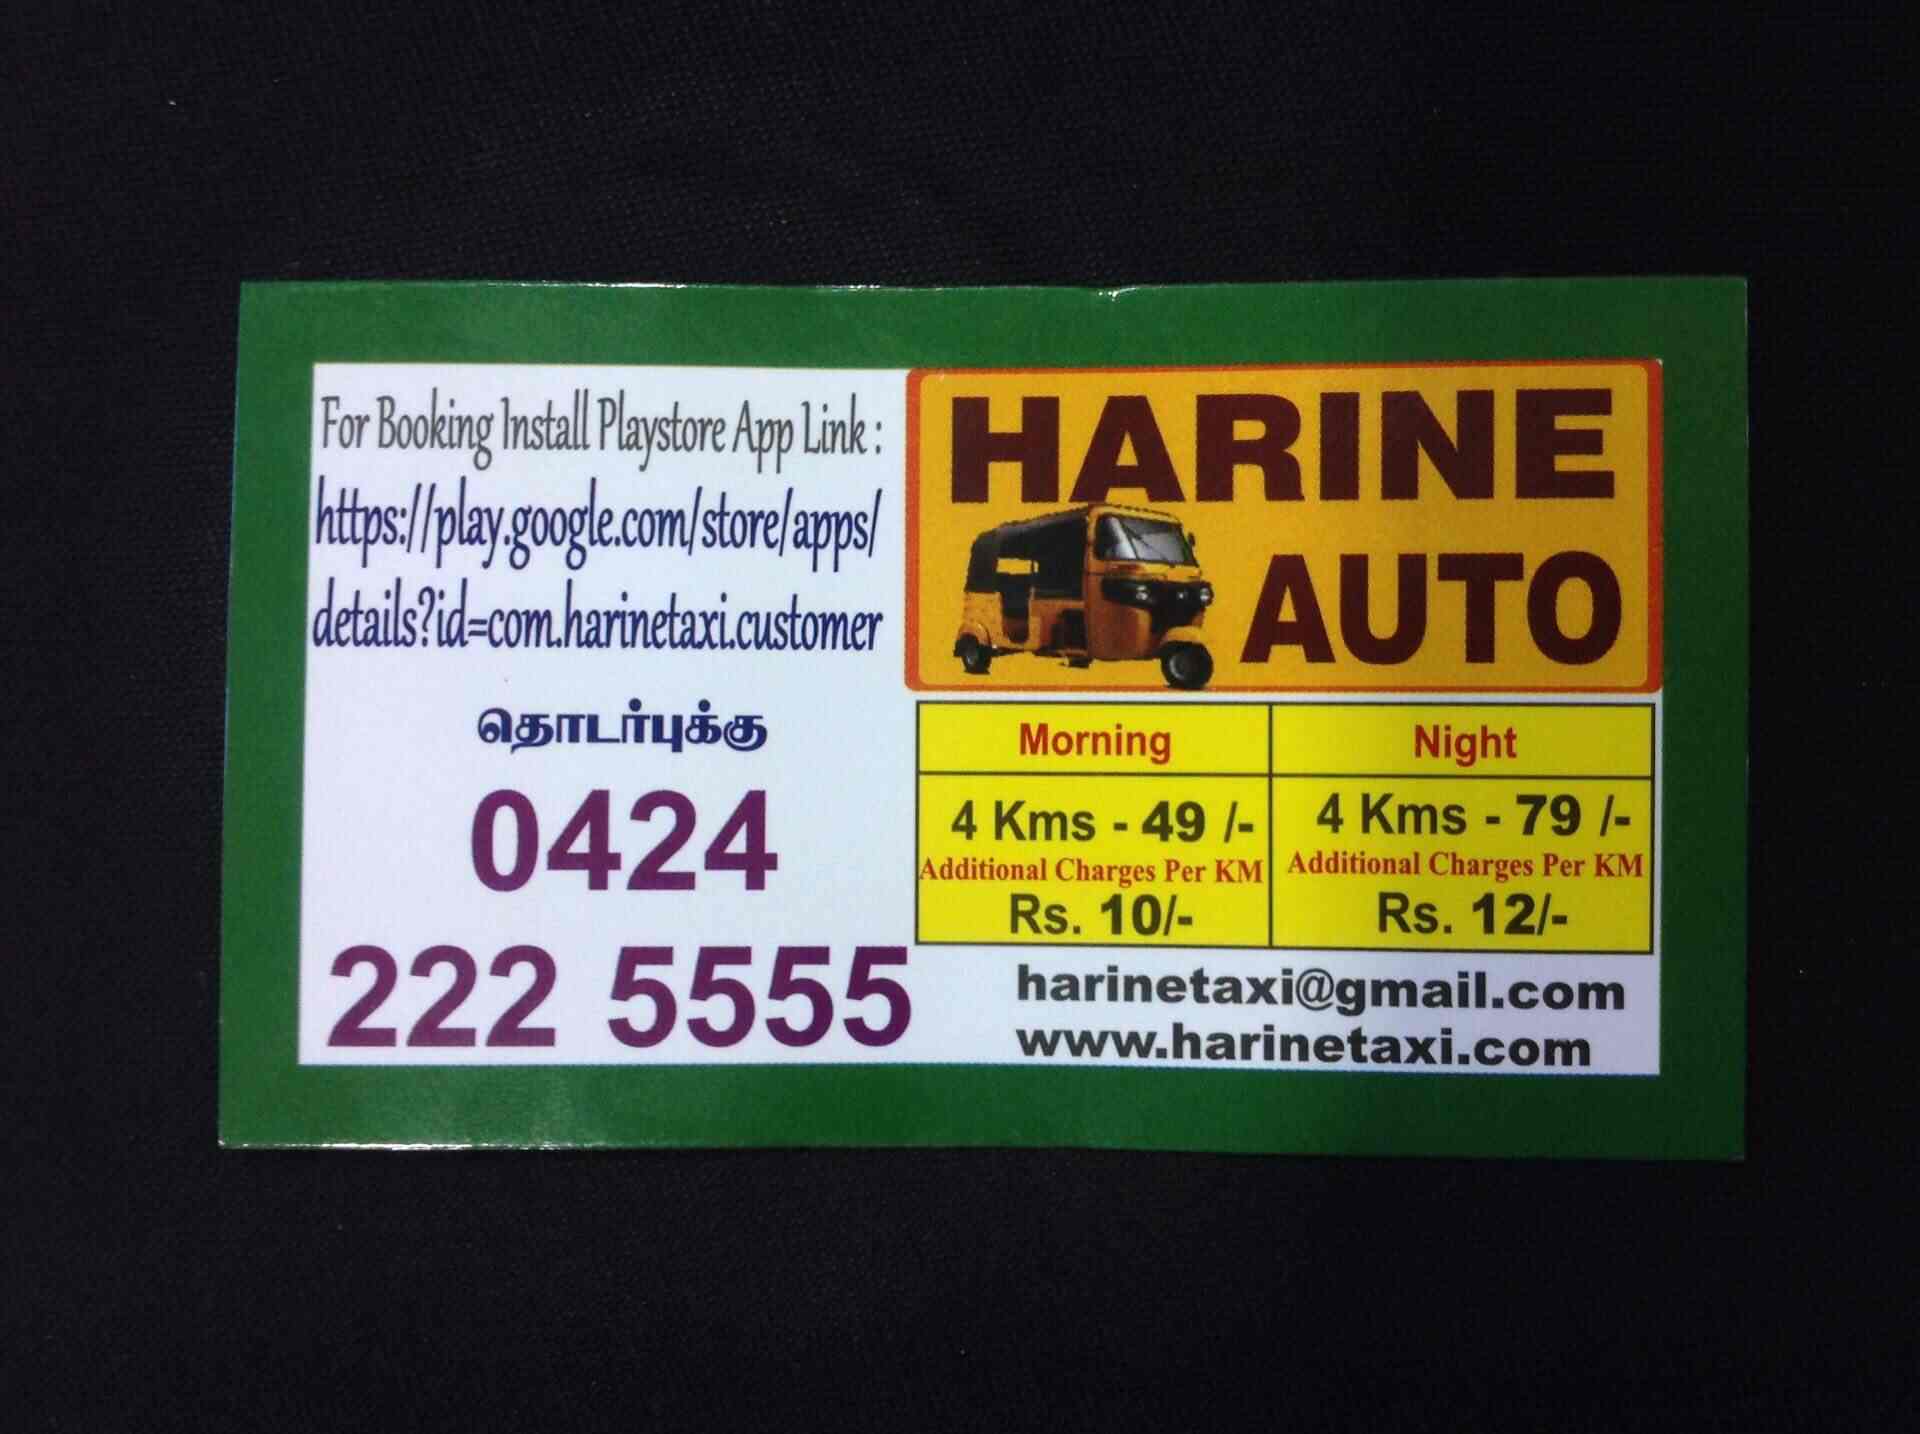 For Booking Install Playstore App Link :
https://play.google.com/store/apps/
details?id=com.harinetaxi.customer
தொடர்புக்கு
0424
222 5555
HARINE
AUTO
Morning
Night
4 Kms - 49 /-
4 Kms - 79 /-
Additional Charges Per KM
Additional Charges Per KM
Rs. 10/-
Rs. 12/-
harinetaxi@gmail.com
www.harinetaxi.com